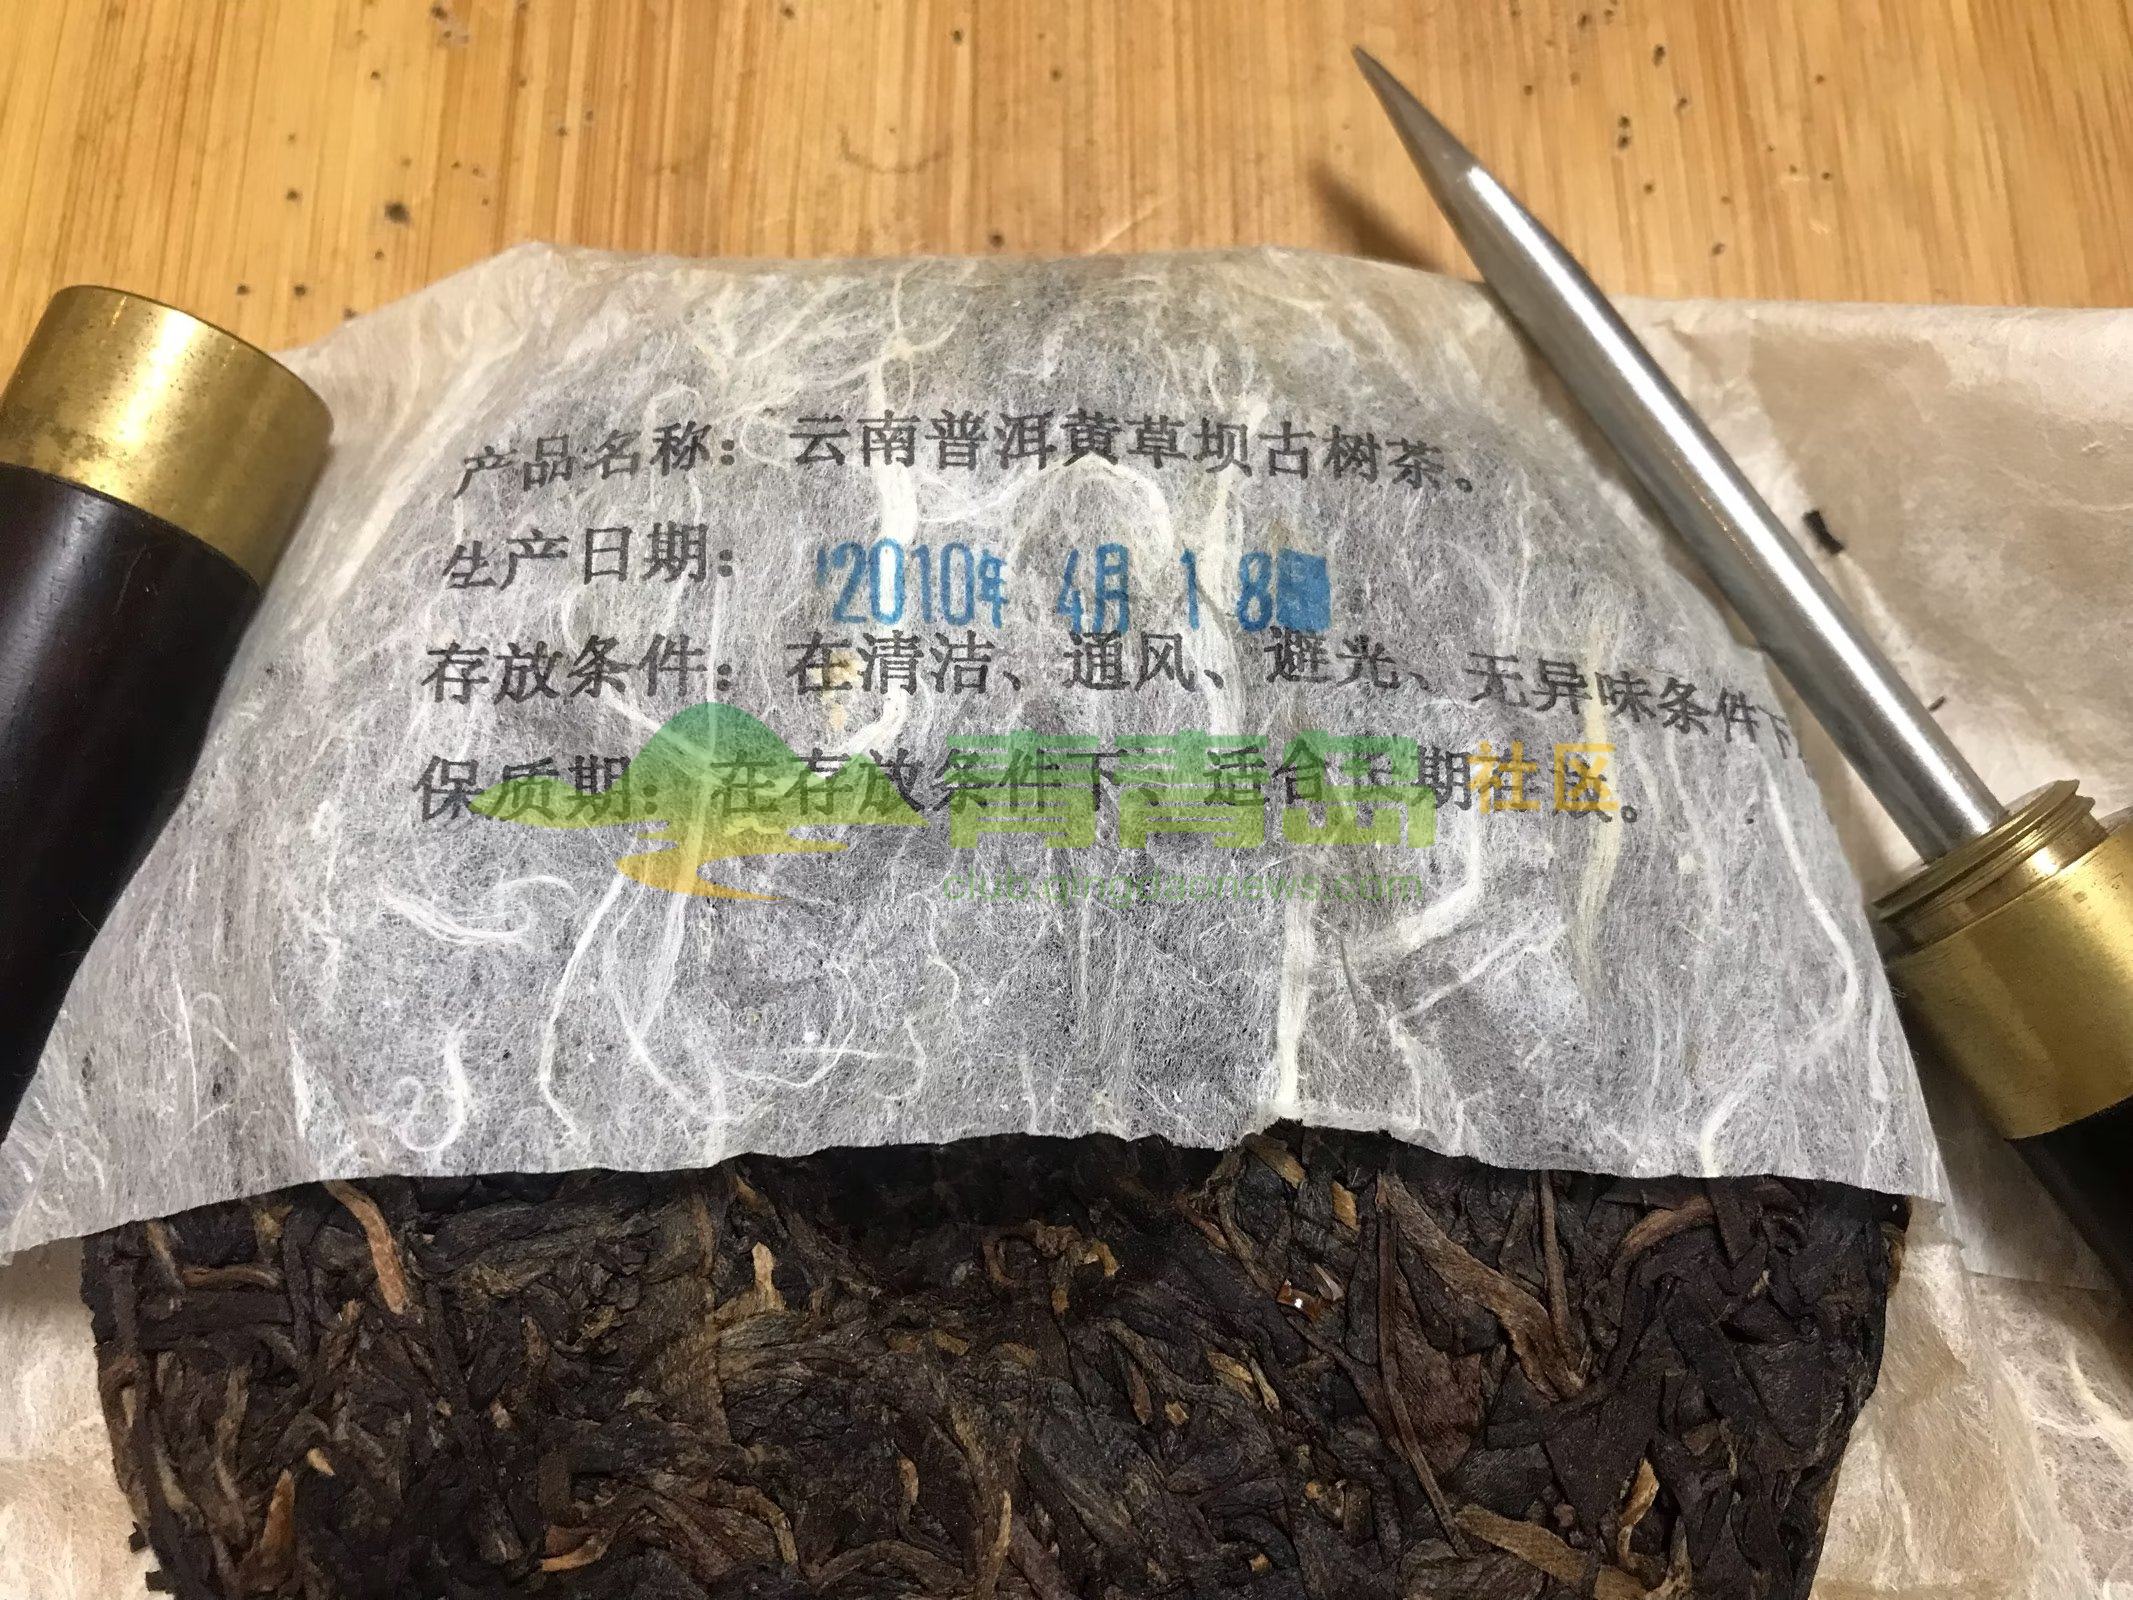 产品名称：云南普洱黄草坝古树茶。
生产日期：2010年 4月 18
存放条件：在清洁、通风、避光、无异味条件下
保质期：在存放条件下、适合长期
青青岛社区
club.qingdaonews.com